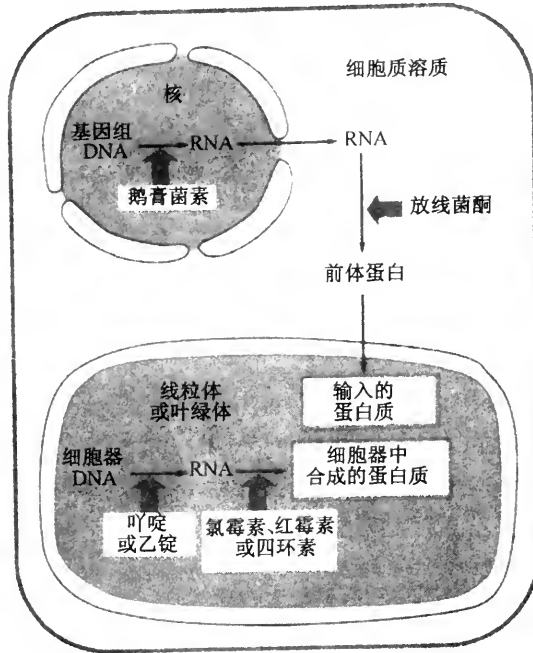 细胞质溶质
核
基因组
DNA
RNA
RNA
鹅膏菌素
放线菌酮
前体蛋白
线粒体
或叶绿体
输入的
蛋白质
细胞器
DNA
RNA
细胞器中
合成的蛋白质
吖啶
或乙锭
氯霉素、红霉素
或四环素